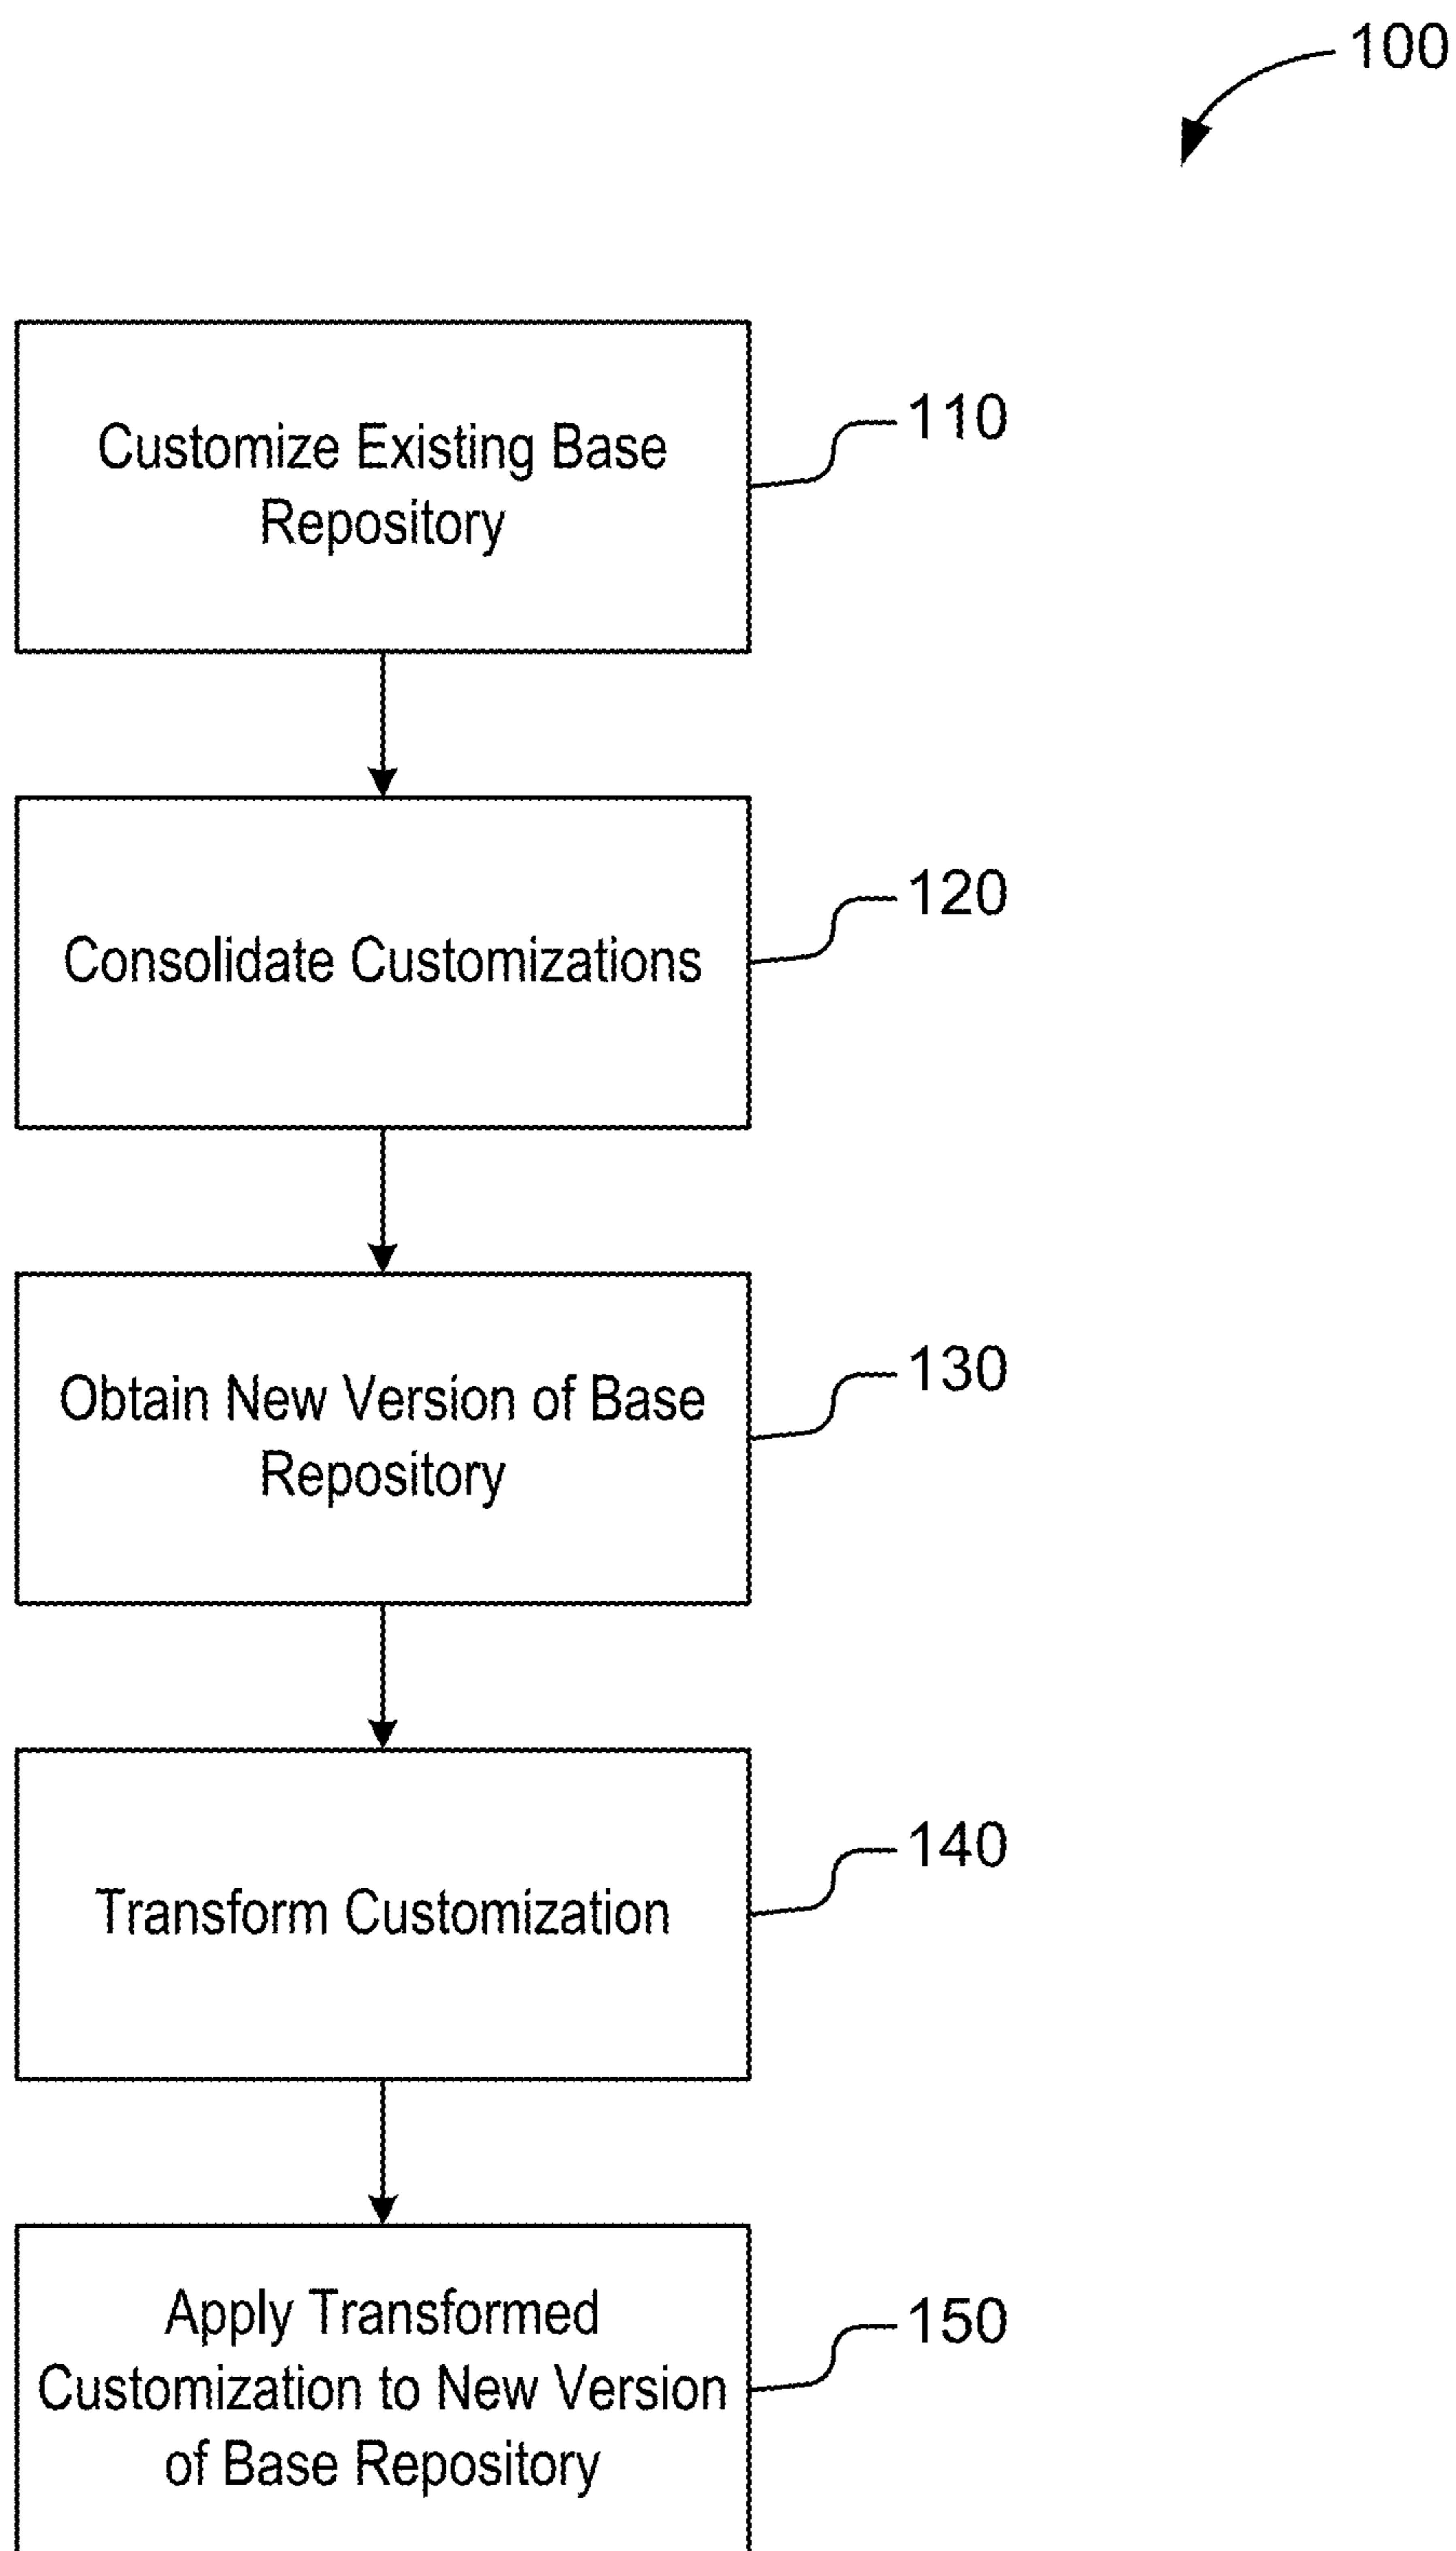 100
Customize Existing Base
Repository
110
Consolidate Customizations
120
Obtain New Version of Base
Repository
130
Transform Customization
140
Apply Transformed
Customization to New Version
of Base Repository
150